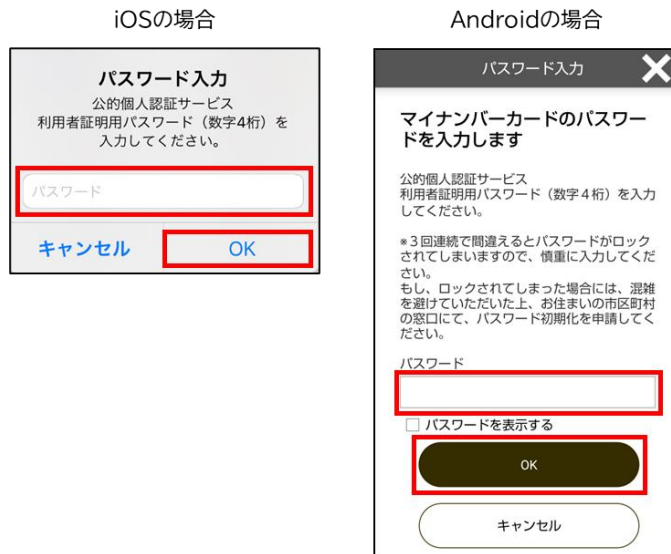 iOSの場合
パスワード入力
公的個人認証サービス
利用者証明用パスワード（数字4桁）を
入力してください。
パスワード
キャンセル
OK
Androidの場合
パスワード入力
マイナンバーカードのパスワー
ドを入力します
公的個人認証サービス
利用者証明用パスワード（数字４桁）を入力
してください。
※３回連続で間違えるとパスワードがロック
されてしまいますので、慎重に入力してくだ
さい。
もし、ロックされてしまった場合には、混雑
を避けていただいた上、お住まいの市区町村
の窓口にて、パスワード初期化を申請してく
ださい。
パスワード
パスワードを表示する
OK
キャンセル